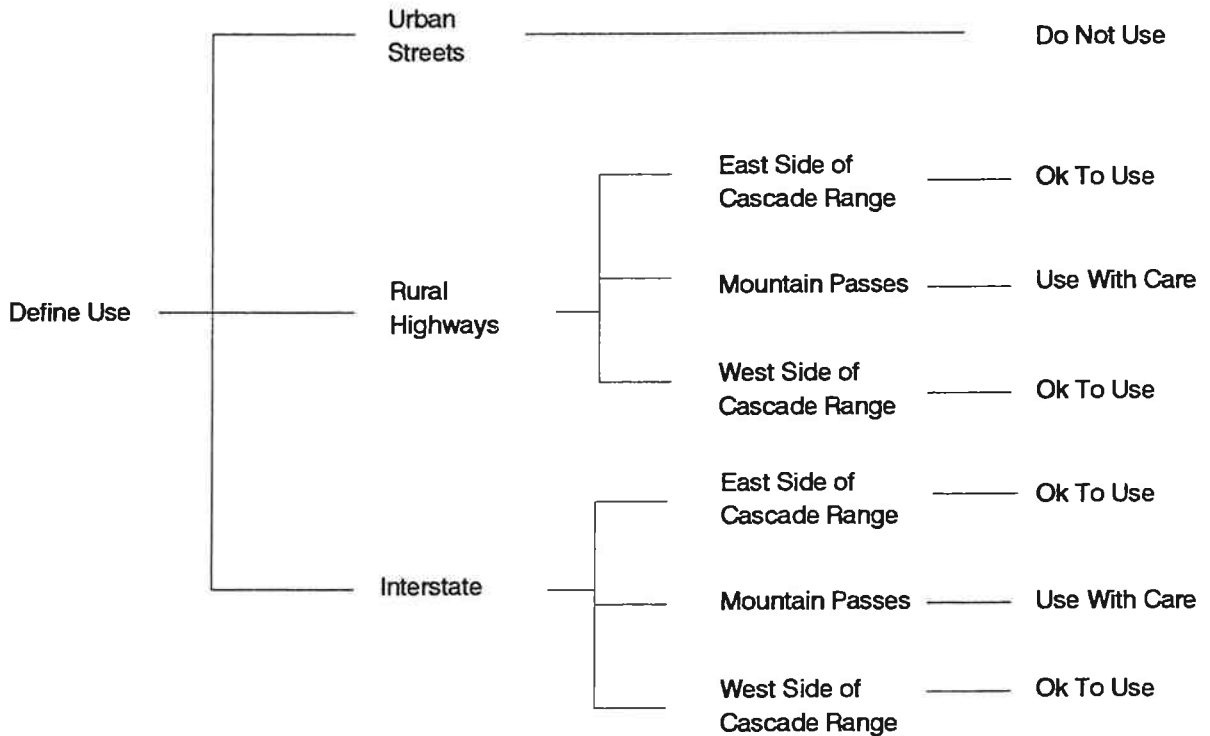 Urban
Streets
Do Not Use
East Side of
Cascade Range
Ok To Use
Mountain Passes
Use With Care
Define Use
Rural
Highways
West Side of
Cascade Range
Ok To Use
East Side of
Cascade Range
Ok To Use
Interstate
Mountain Passes
Use With Care
West Side of
Cascade Range
Ok To Use